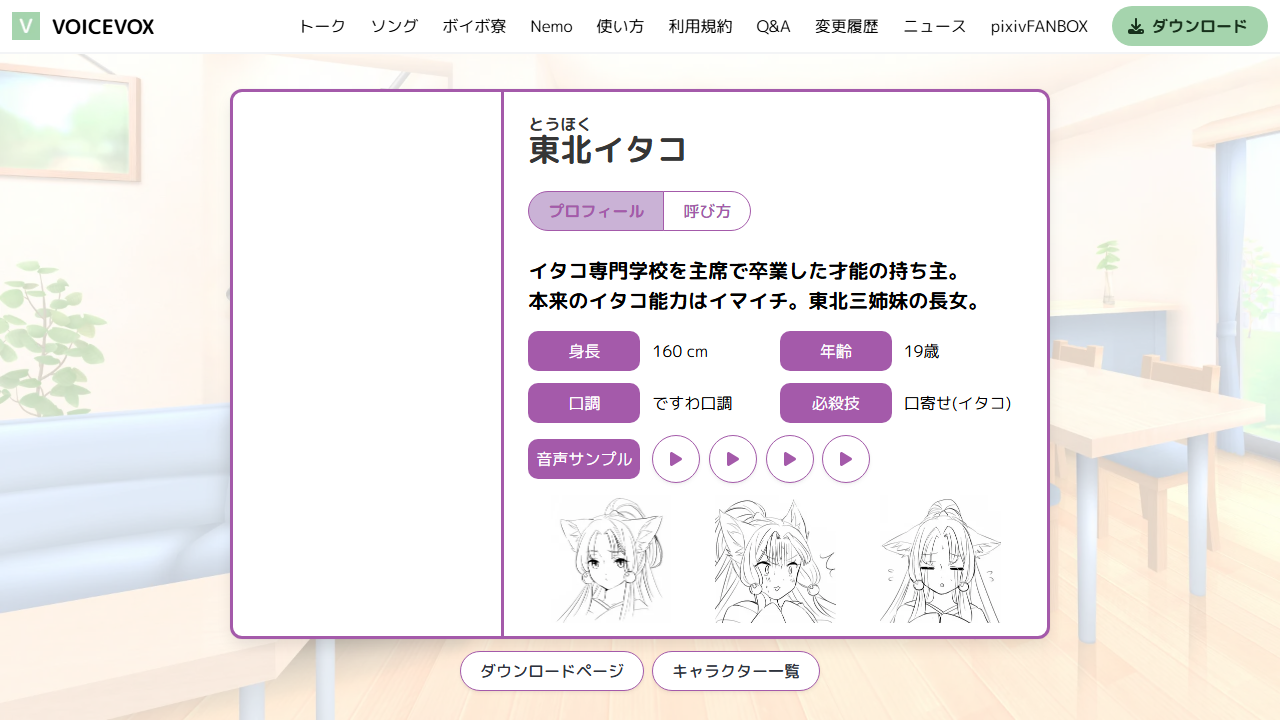 V VOICEVOX トーク ソング ボイボ寮 Nemo 使い方 利用規約 Q&A 変更履歴 ニュース pixivFANBOX ダウンロード
とうほく
東北イタコ
プロフィール 呼び方
イタコ専門学校を主席で卒業した才能の持ち主。
本来のイタコ能力はイマイチ。東北三姉妹の長女。
身長 160 cm 年齢 19歳
口調 ですわ口調 必殺技 口寄せ(イタコ)
音声サンプル
ダウンロードページ キャラクター一覧